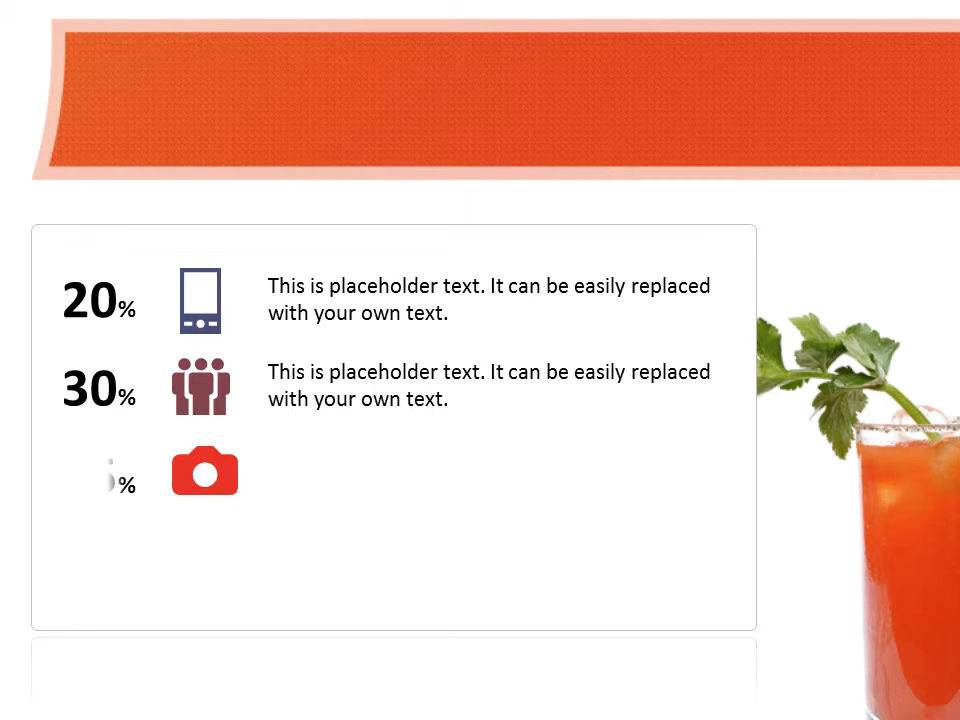 20%
This is placeholder text. It can be easily replaced
with your own text.
30%
This is placeholder text. It can be easily replaced
with your own text.
%